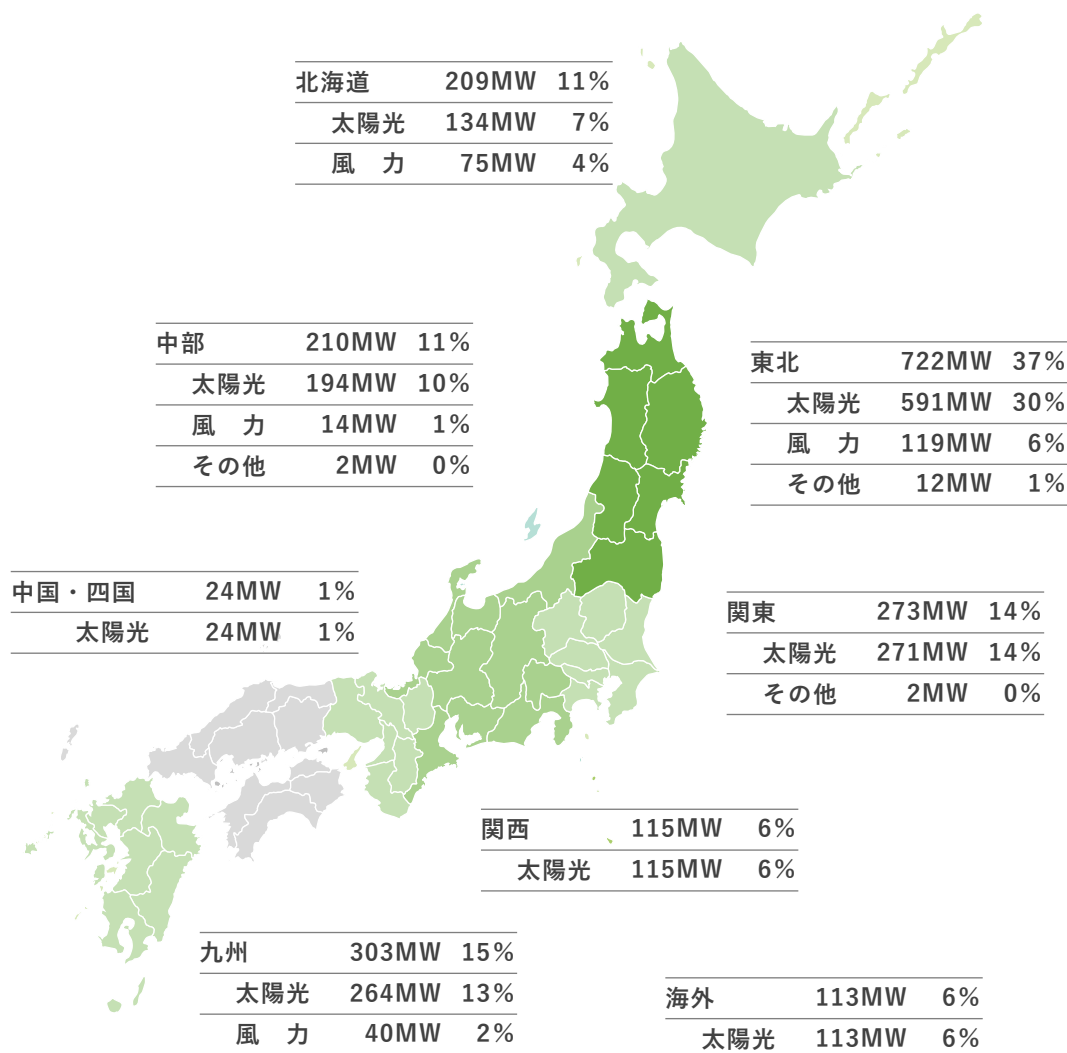 北海道 209MW 11%
太陽光 134MW 7%
風　力 75MW 4%
中部 210MW 11%
太陽光 194MW 10%
風　力 14MW 1%
その他 2MW 0%
東北 722MW 37%
太陽光 591MW 30%
風　力 119MW 6%
その他 12MW 1%
中国・四国 24MW 1%
太陽光 24MW 1%
関東 273MW 14%
太陽光 271MW 14%
その他 2MW 0%
関西 115MW 6%
太陽光 115MW 6%
九州 303MW 15%
太陽光 264MW 13%
風　力 40MW 2%
海外 113MW 6%
太陽光 113MW 6%